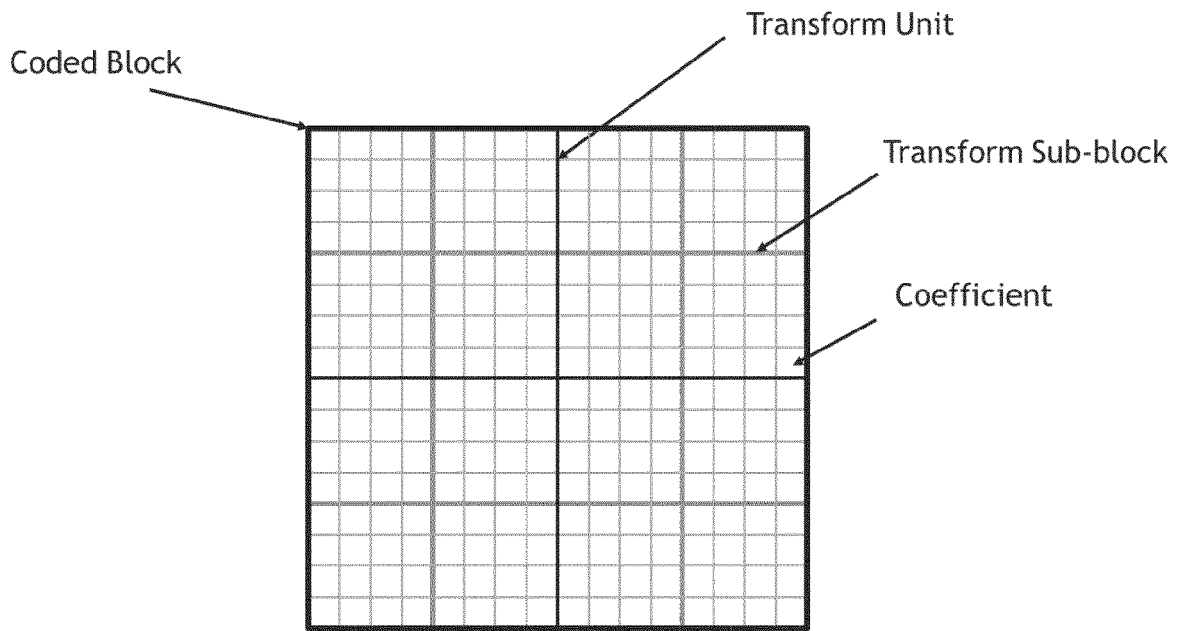 Transform Unit
Coded Block
Transform Sub-block
Coefficient